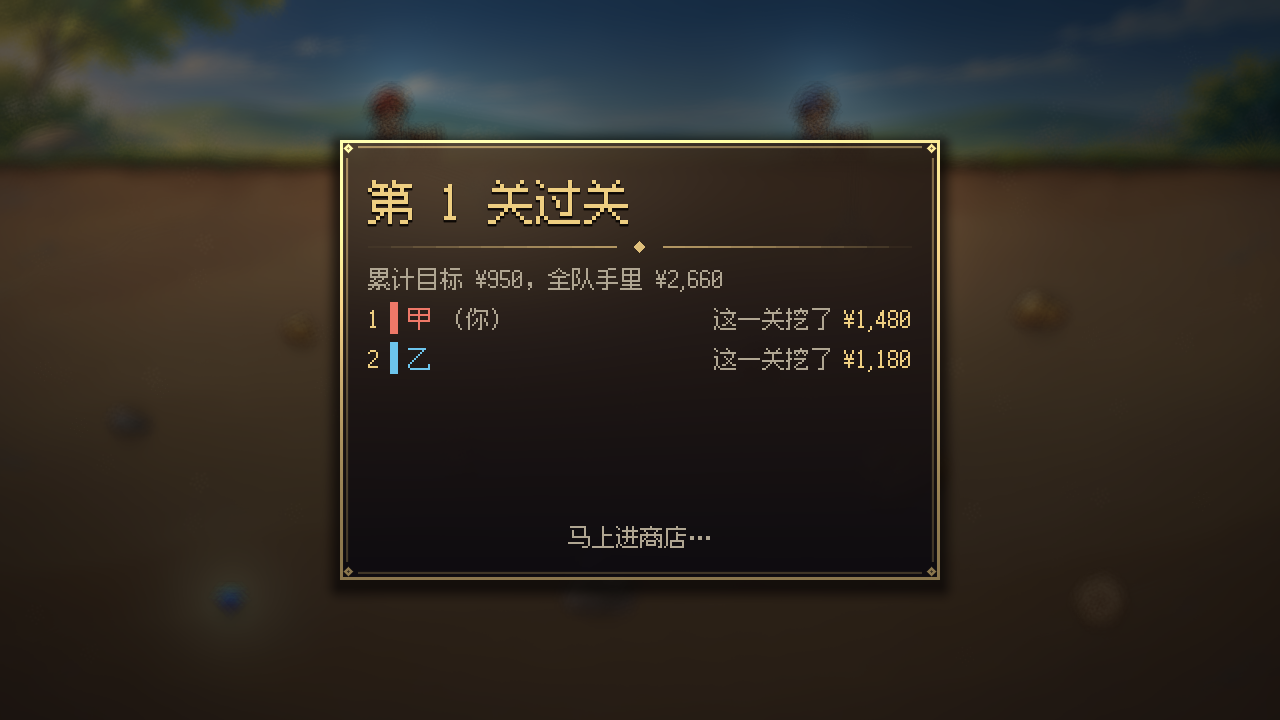 第 1 关过关
累计目标 ¥950，全队手里 ¥2,660
1 甲 （你） 这一关挖了 ¥1,480
2 乙 这一关挖了 ¥1,180
马上进商店…